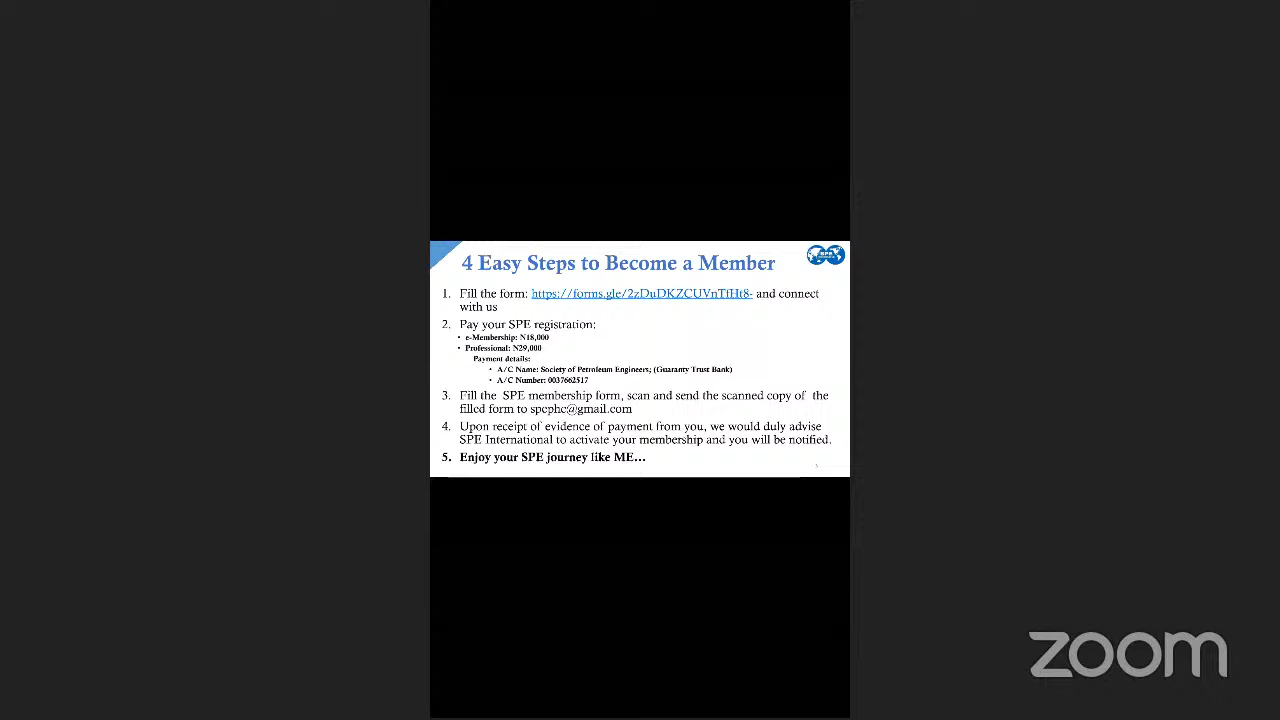 4 Easy Steps to Become a Member
SPE
1. Fill the form: https://forms.gle/2zDuDKZCUVnTfHt8- and connect
with us
2. Pay your SPE registration:
• e-Membership: N18,000
• Professional: N29,000
Payment details:
• A/C Name: Society of Petroleum Engineers; (Guaranty Trust Bank)
• A/C Number: 0037662517
3. Fill the SPE membership form, scan and send the scanned copy of the
filled form to spephc@gmail.com
4. Upon receipt of evidence of payment from you, we would duly advise
SPE International to activate your membership and you will be notified.
5. Enjoy your SPE journey like ME...
zoom